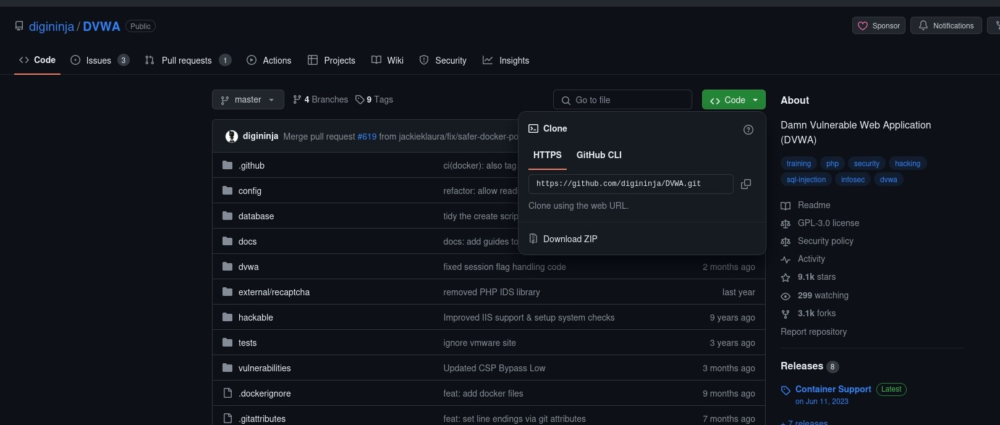 digininja / DVWA Public
Sponsor Notifications
Code Issues 3 Pull requests 1 Actions Projects Wiki Security Insights
master 4 Branches 9 Tags Go to file Code
digininja Merge pull request #619 from jackieklaura/fix/safer-docker-po
.github ci(docker): also tag
config refactor: allow readi
database tidy the create scrip
docs docs: add guides to
dvwa fixed session flag handling code 2 months ago
external/recaptcha removed PHP IDS library last year
hackable Improved IIS support & setup system checks 9 years ago
tests ignore vmware site 3 years ago
vulnerabilities Updated CSP Bypass Low 3 months ago
.dockerignore feat: add docker files 9 months ago
.gitattributes feat: set line endings via git attributes 7 months ago
Clone
HTTPS GitHub CLI
https://github.com/digininja/DVWA.git
Clone using the web URL.
Download ZIP
About
Damn Vulnerable Web Application
(DVWA)
training php security hacking
sql-injection infosec dvwa
Readme
GPL-3.0 license
Security policy
Activity
9.1k stars
299 watching
3.1k forks
Report repository
Releases 8
Container Support Latest
on Jun 11, 2023
+ 7 releases